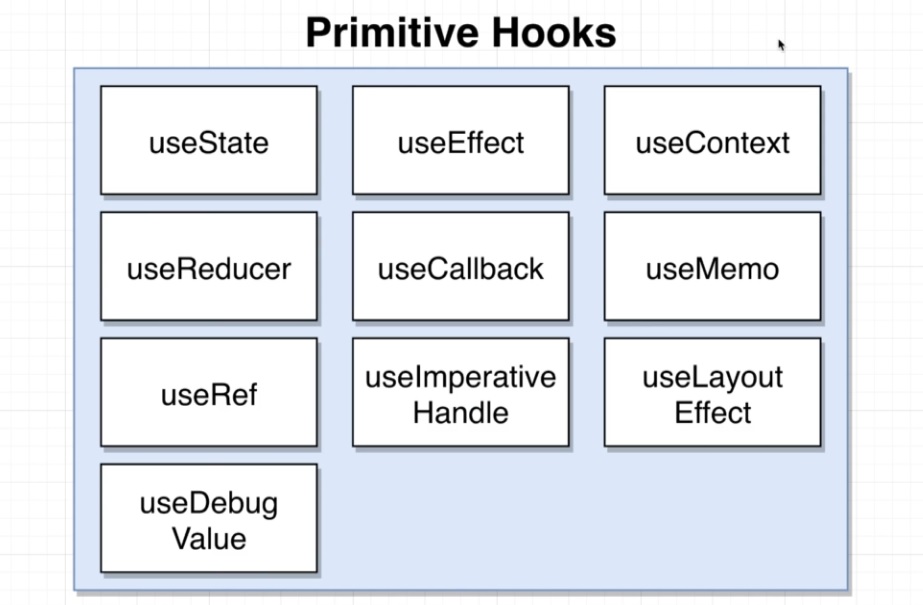 Primitive Hooks
useState
useEffect
useContext
useReducer
useCallback
useMemo
useRef
useImperative
Handle
useLayout
Effect
useDebug
Value